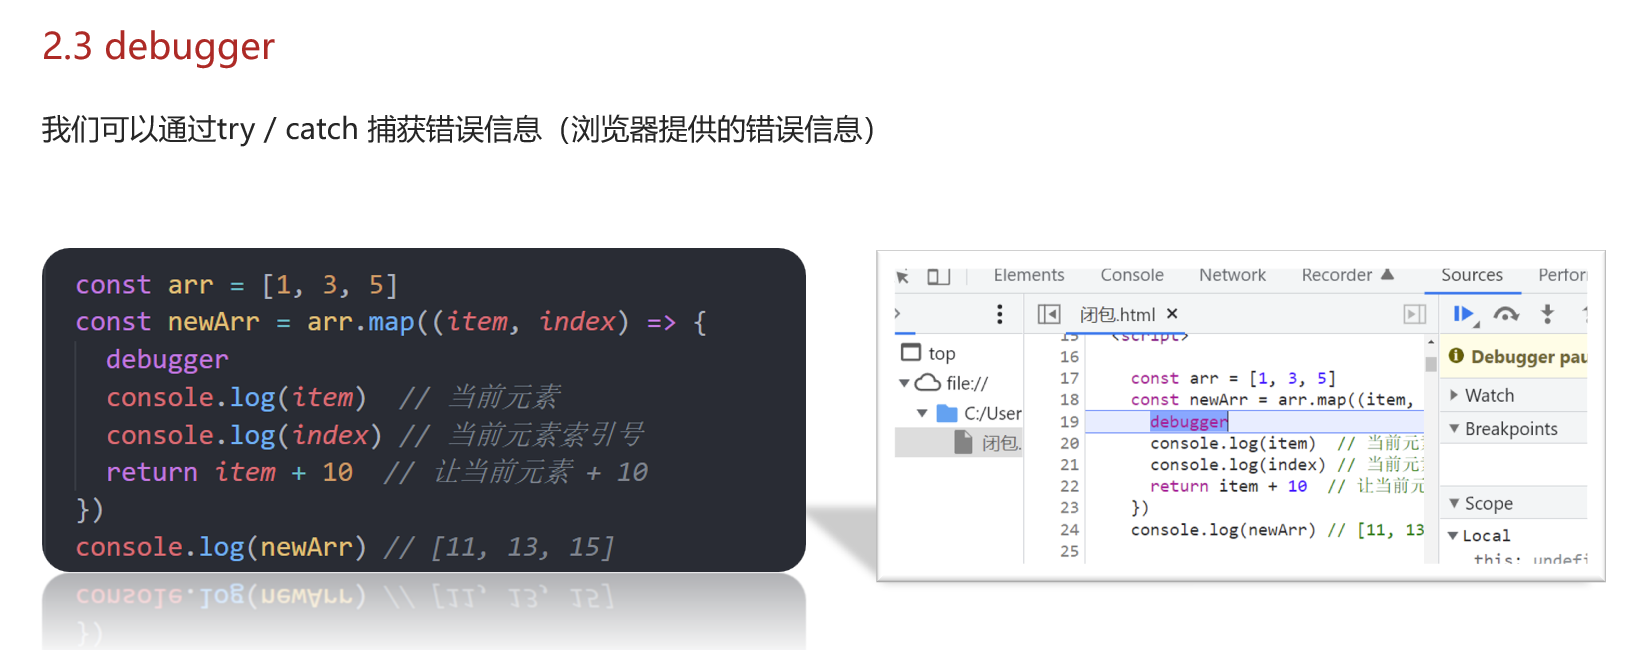 2.3 debugger
我们可以通过try / catch 捕获错误信息（浏览器提供的错误信息）
const arr = [1, 3, 5]
const newArr = arr.map((item, index) => {
debugger
console.log(item) // 当前元素
console.log(index) // 当前元素索引号
return item + 10 // 让当前元素 + 10
})
console.log(newArr) // [11, 13, 15]
Elements Console Network Recorder Sources Perfor
闭包.html ×
top
file://
C:/User
闭包.
15 <script>
16
17 const arr = [1, 3, 5]
18 const newArr = arr.map((item,
19 debugger
20 console.log(item) // 当前元
21 console.log(index) // 当前元
22 return item + 10 // 让当前元
23 })
24 console.log(newArr) // [11, 13
25
Debugger pau
Watch
Breakpoints
Scope
Local
this: undefi